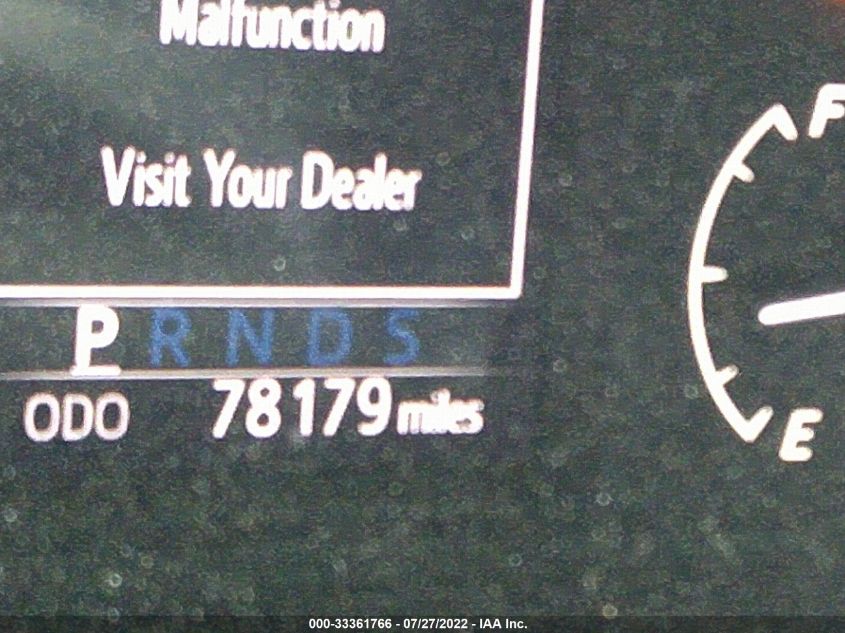 Malfunction
Visit Your Dealer
P R N D S
ODO 78179 miles
F
E
000-33361766 - 07/27/2022 - IAA Inc.